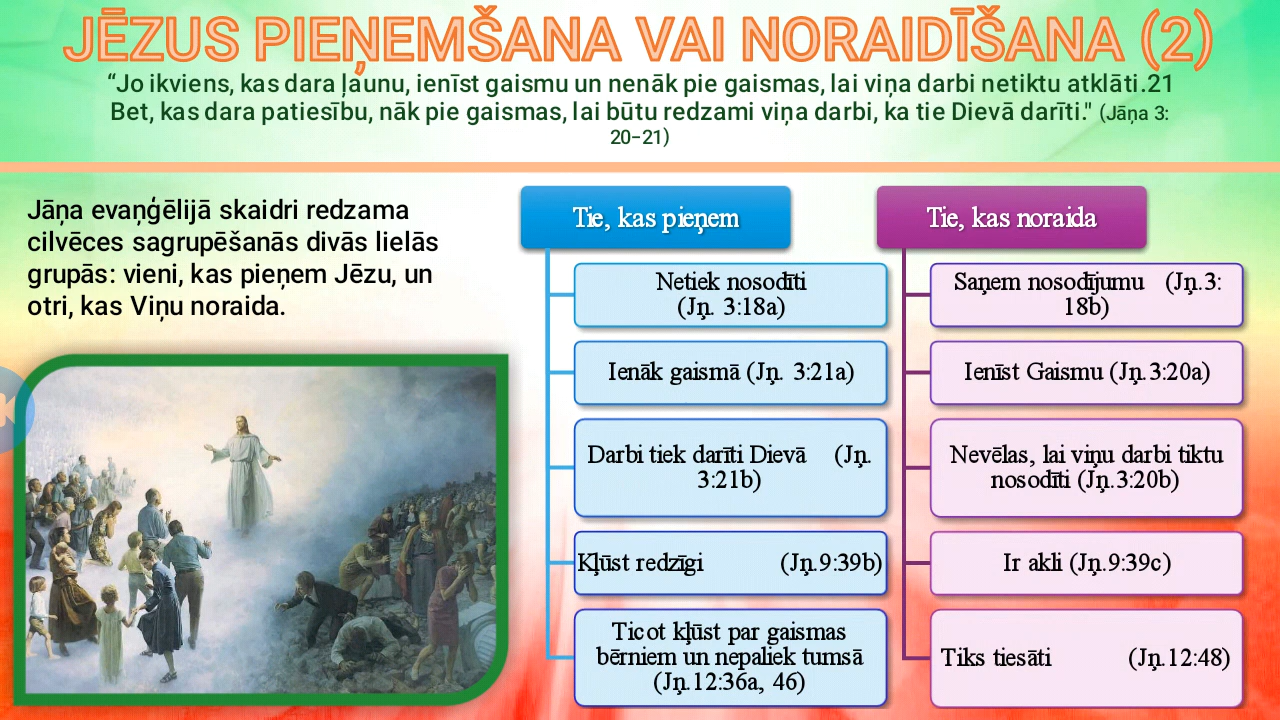 JĒZUS PIEŅEMŠANA VAI NORAIDĪŠANA (2)
“Jo ikviens, kas dara ļaunu, ienīst gaismu un nenāk pie gaismas, lai viņa darbi netiktu atklāti.21
Bet, kas dara patiesību, nāk pie gaismas, lai būtu redzami viņa darbi, ka tie Dievā darīti." (Jāņa 3:
20–21)
Jāņa evaņģēlijā skaidri redzama
cilvēces sagrupēšanās divās lielās
grupās: vieni, kas pieņem Jēzu, un
otri, kas Viņu noraida.
Tie, kas pieņem
Netiek nosodīti
(Jņ. 3:18a)
Ienāk gaismā (Jņ. 3:21a)
Darbi tiek darīti Dievā (Jņ.
3:21b)
Kļūst redzīgi (Jņ.9:39b)
Ticot kļūst par gaismas
bērniem un nepaliek tumsā
(Jņ.12:36a, 46)
Tie, kas noraida
Saņem nosodījumu (Jņ.3:
18b)
Ienīst Gaismu (Jņ.3:20a)
Nevēlas, lai viņu darbi tiktu
nosodīti (Jņ.3:20b)
Ir akli (Jņ.9:39c)
Tiks tiesāti (Jņ.12:48)